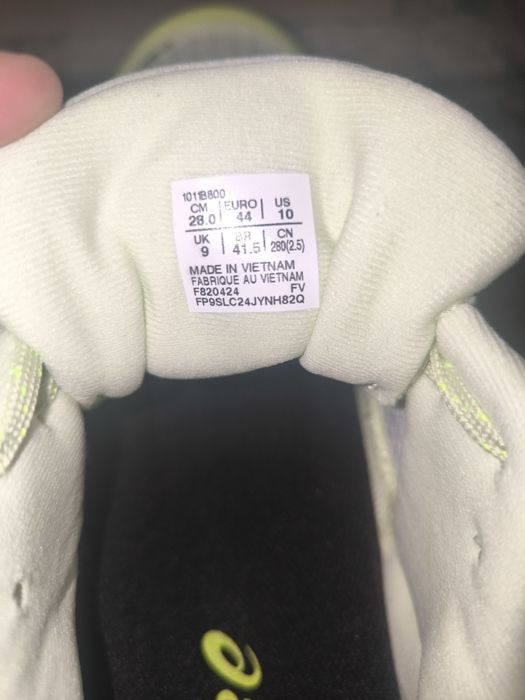 1011B800
CM | EURO | US
28.0 | 44 | 10
UK | BR | CN
9 | 41.5 | 280(2.5)
MADE IN VIETNAM
FABRIQUE AU VIETNAM
F820424 FV
FP9SLC24JYNH82Q